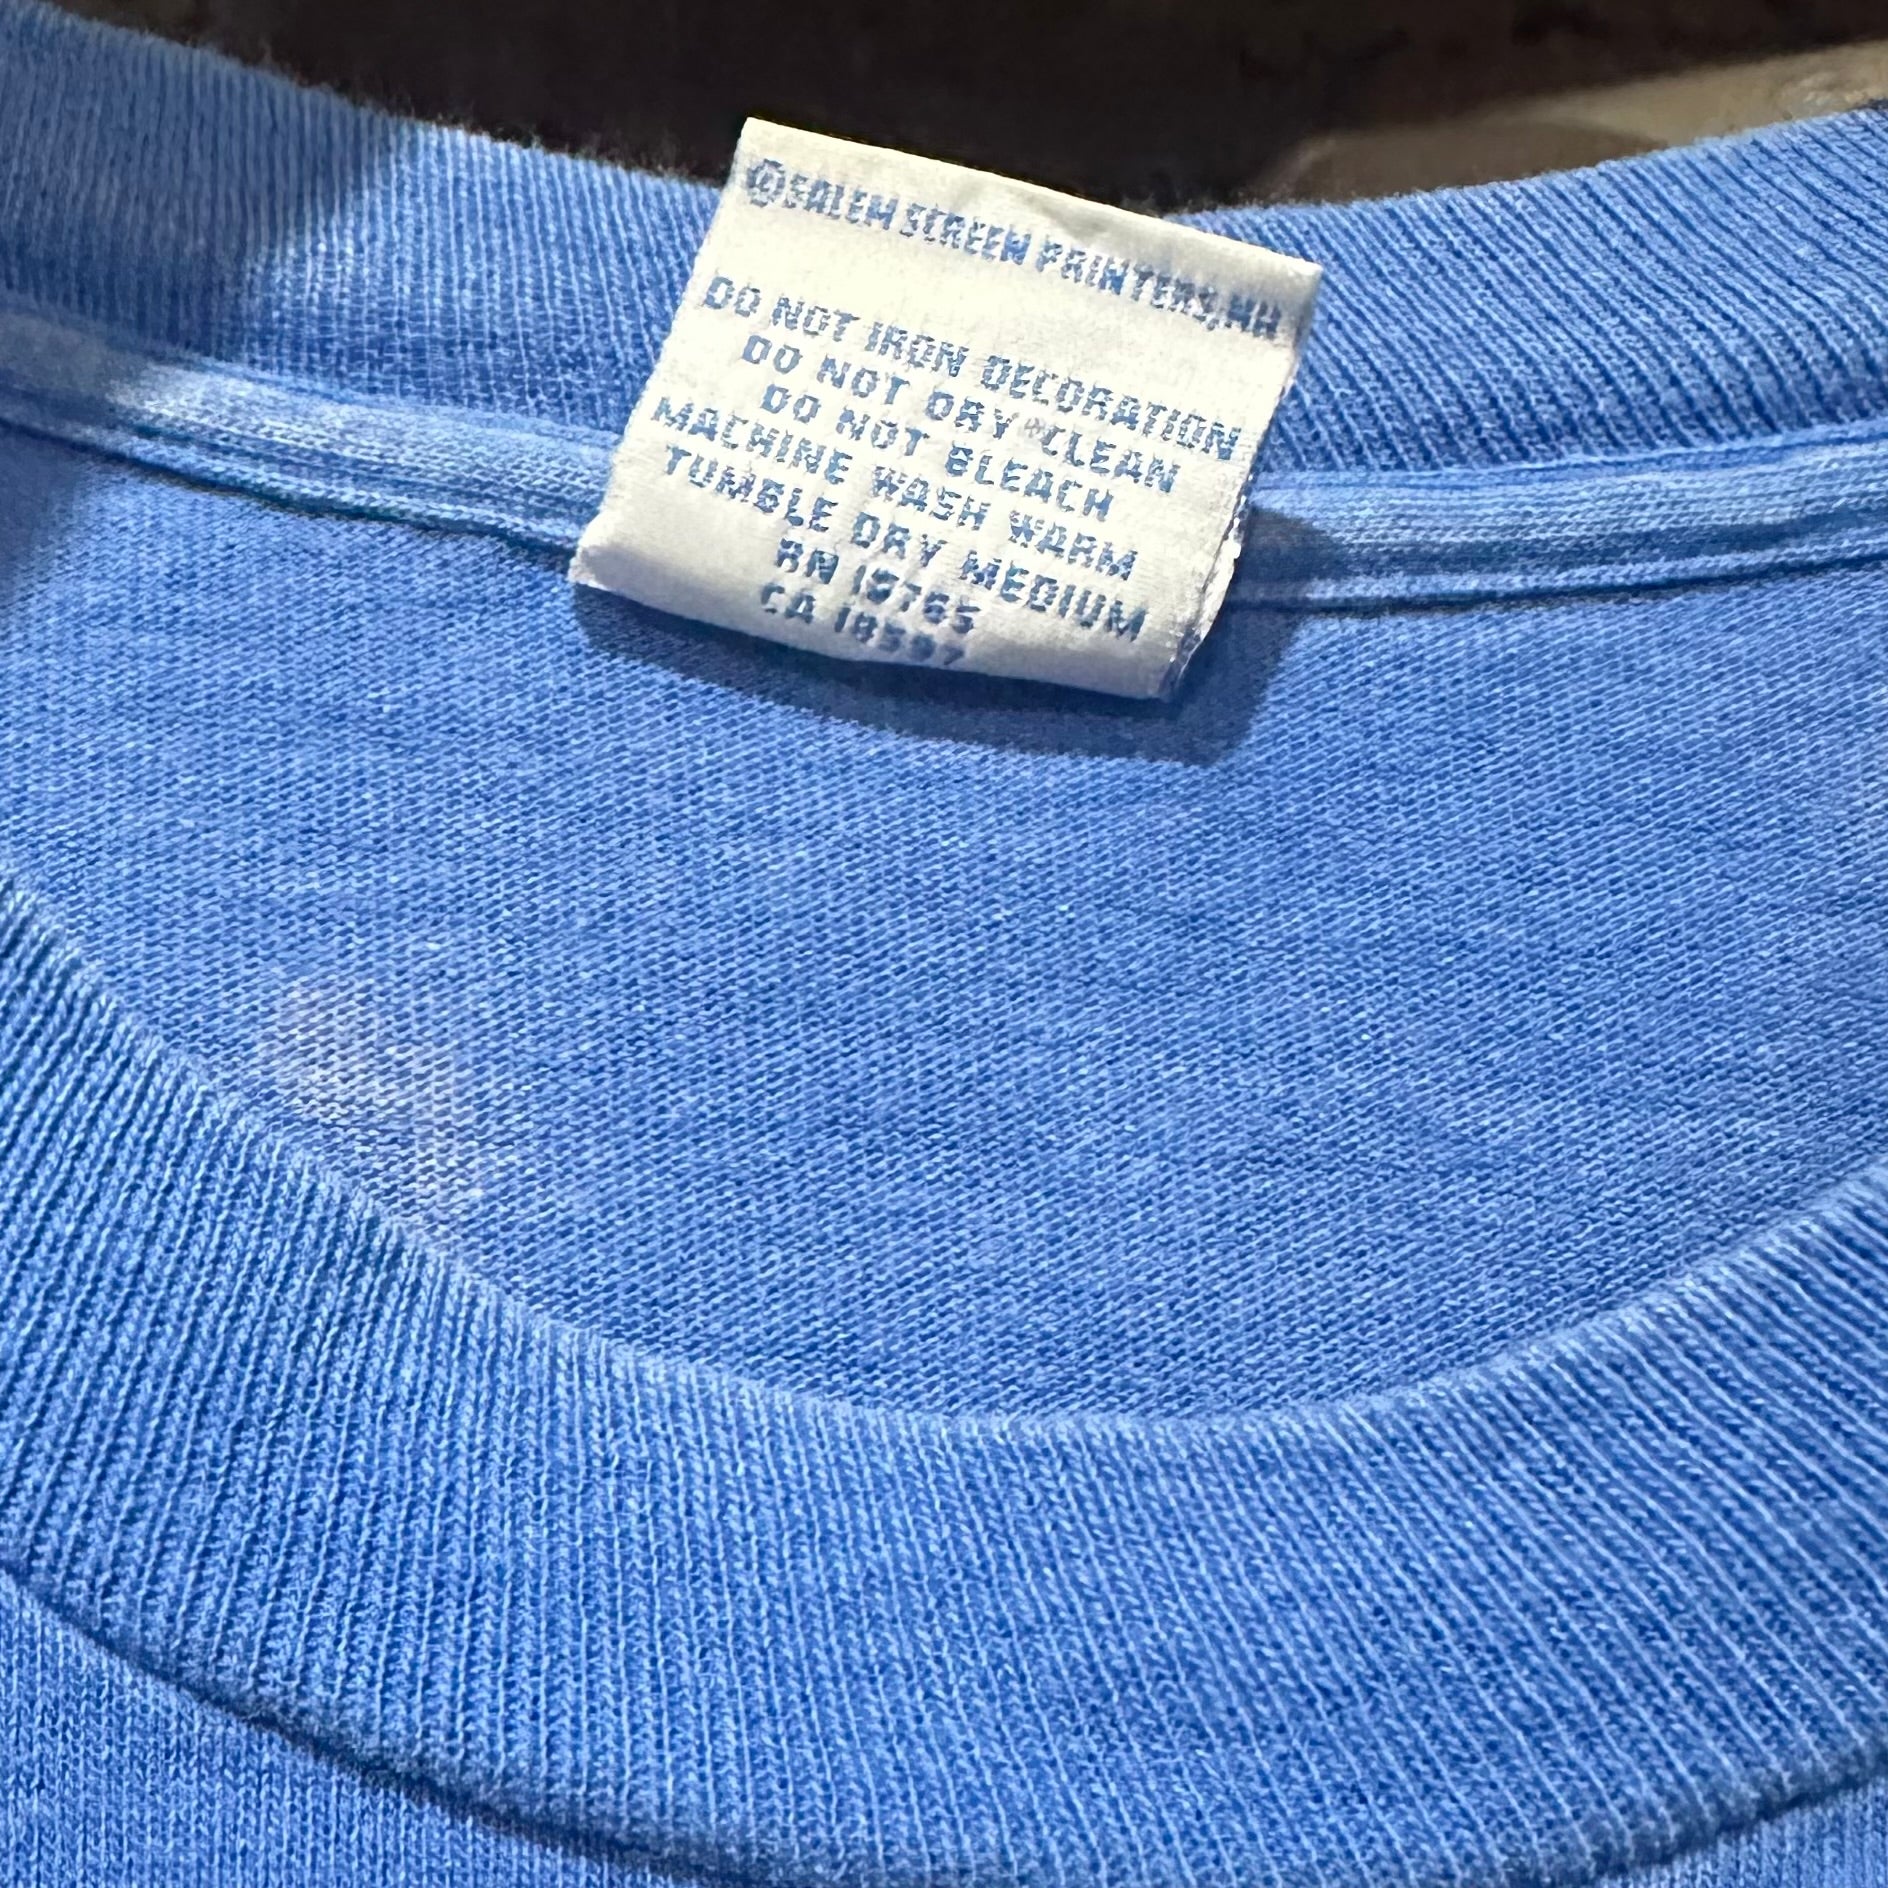 ©SALEM SCREEN PRINTERS, NH
DO NOT IRON DECORATION
DO NOT DRY CLEAN
DO NOT BLEACH
MACHINE WASH WARM
TUMBLE DRY MEDIUM
RN 18765
CA 18597